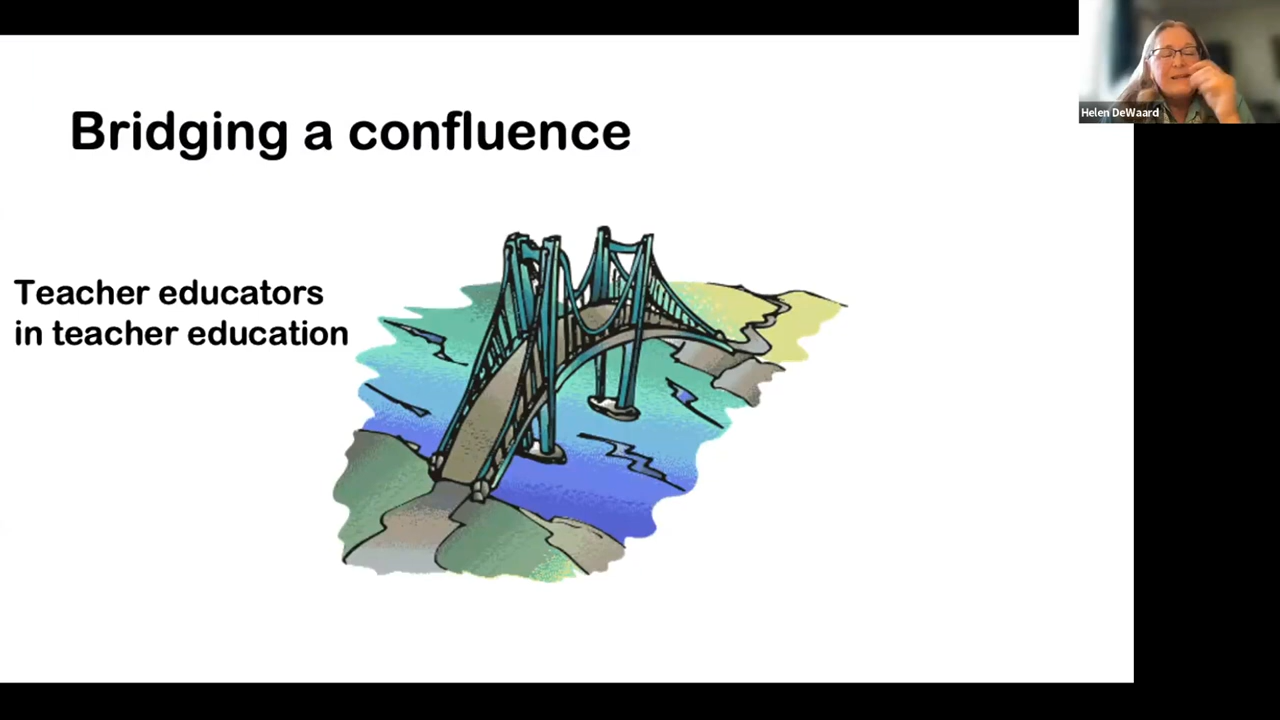 Bridging a confluence
Helen DeWaard
Teacher educators
in teacher education